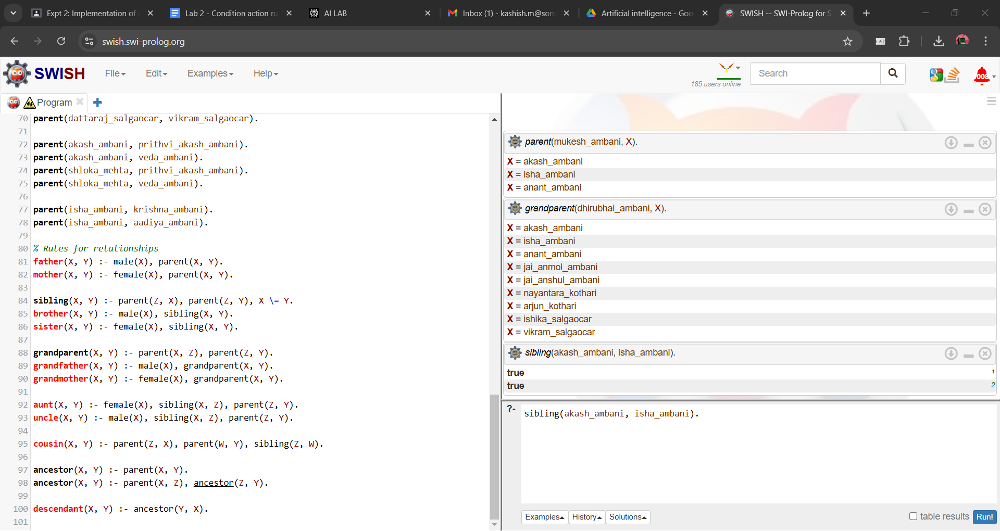 Expt 2: Implementation of
Lab 2 - Condition action ru
AI LAB
Inbox (1) - kashish.m@som
Artificial intelligence - Goo
SWISH -- SWI-Prolog for S
swish.swi-prolog.org
SWISH
File
Edit
Examples
Help
185 users online
Search
008
Program
70 parent(dattaraj_salgaocar, vikram_salgaocar).
71
72 parent(akash_ambani, prithvi_akash_ambani).
73 parent(akash_ambani, veda_ambani).
74 parent(shloka_mehta, prithvi_akash_ambani).
75 parent(shloka_mehta, veda_ambani).
76
77 parent(isha_ambani, krishna_ambani).
78 parent(isha_ambani, aadiya_ambani).
79
80 % Rules for relationships
81 father(X, Y) :- male(X), parent(X, Y).
82 mother(X, Y) :- female(X), parent(X, Y).
83
84 sibling(X, Y) :- parent(Z, X), parent(Z, Y), X \= Y.
85 brother(X, Y) :- male(X), sibling(X, Y).
86 sister(X, Y) :- female(X), sibling(X, Y).
87
88 grandparent(X, Y) :- parent(X, Z), parent(Z, Y).
89 grandfather(X, Y) :- male(X), grandparent(X, Y).
90 grandmother(X, Y) :- female(X), grandparent(X, Y).
91
92 aunt(X, Y) :- female(X), sibling(X, Z), parent(Z, Y).
93 uncle(X, Y) :- male(X), sibling(X, Z), parent(Z, Y).
94
95 cousin(X, Y) :- parent(Z, X), parent(W, Y), sibling(Z, W).
96
97 ancestor(X, Y) :- parent(X, Y).
98 ancestor(X, Y) :- parent(X, Z), ancestor(Z, Y).
99
100 descendant(X, Y) :- ancestor(Y, X).
101
parent(mukesh_ambani, X).
X = akash_ambani
X = isha_ambani
X = anant_ambani
grandparent(dhirubhai_ambani, X).
X = akash_ambani
X = isha_ambani
X = anant_ambani
X = jai_anmol_ambani
X = jai_anshul_ambani
X = nayantara_kothari
X = arjun_kothari
X = ishika_salgaocar
X = vikram_salgaocar
sibling(akash_ambani, isha_ambani).
true 1
true 2
?- sibling(akash_ambani, isha_ambani).
Examples
History
Solutions
table results
Run!